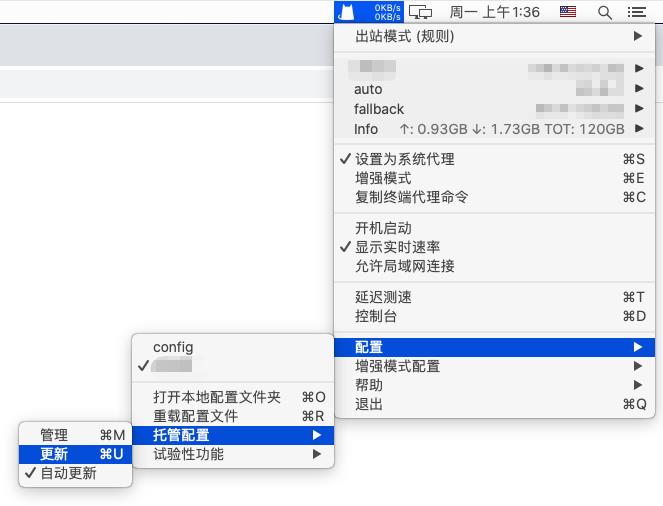 0KB/s
0KB/s
周一 上午1:36
出站模式 (规则)
auto
fallback
Info ↑: 0.93GB ↓: 1.73GB TOT: 120GB
设置为系统代理 ⌘S
增强模式 ⌘E
复制终端代理命令 ⌘C
开机启动
显示实时速率
允许局域网连接
延迟测速 ⌘T
控制台 ⌘D
配置
增强模式配置
帮助
退出 ⌘Q
config
打开本地配置文件夹 ⌘O
重载配置文件 ⌘R
托管配置
试验性功能
管理 ⌘M
更新 ⌘U
自动更新